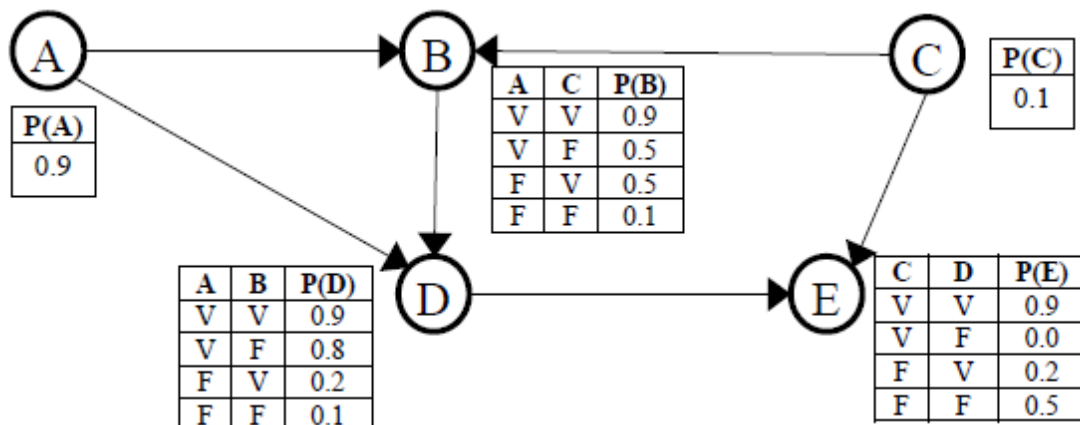 A
B
C
P(A)
0.9
A C P(B)
V V 0.9
V F 0.5
F V 0.5
F F 0.1
P(C)
0.1
A B P(D)
V V 0.9
V F 0.8
F V 0.2
F F 0.1
D
E
C D P(E)
V V 0.9
V F 0.0
F V 0.2
F F 0.5